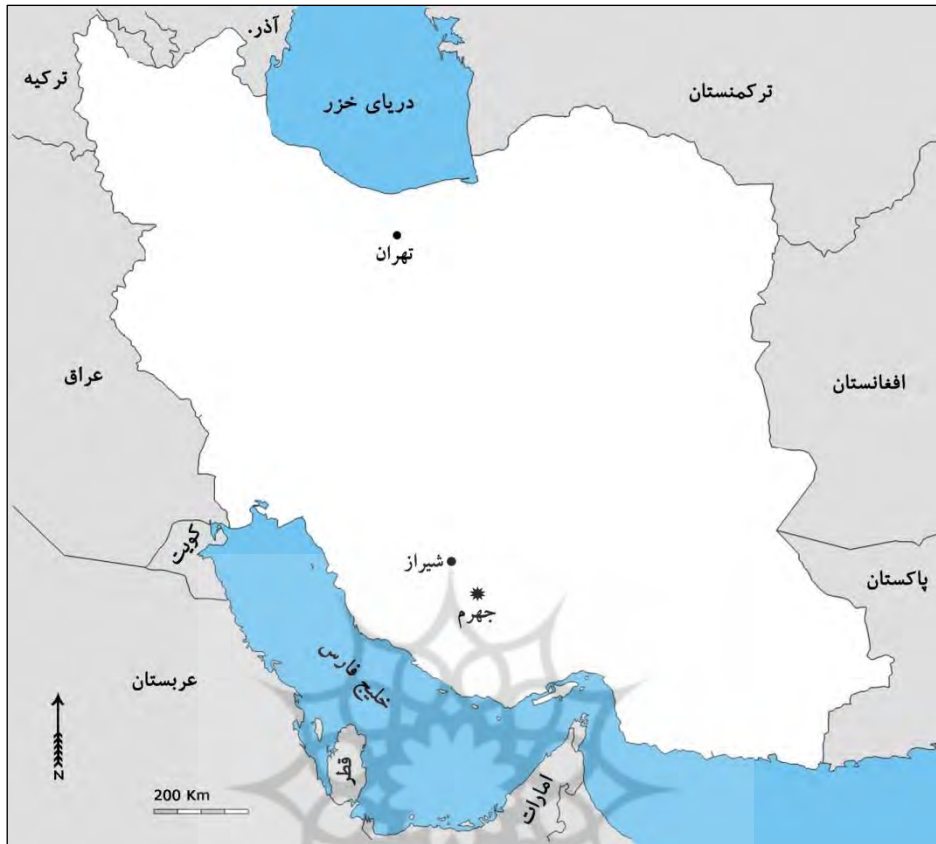 آذر.
ترکیه
دریای خزر
ترکمنستان
تهران
عراق
افغانستان
کویت
شیراز
جهرم
پاکستان
خلیج فارس
عربستان
قطر
امارات
N
200 Km